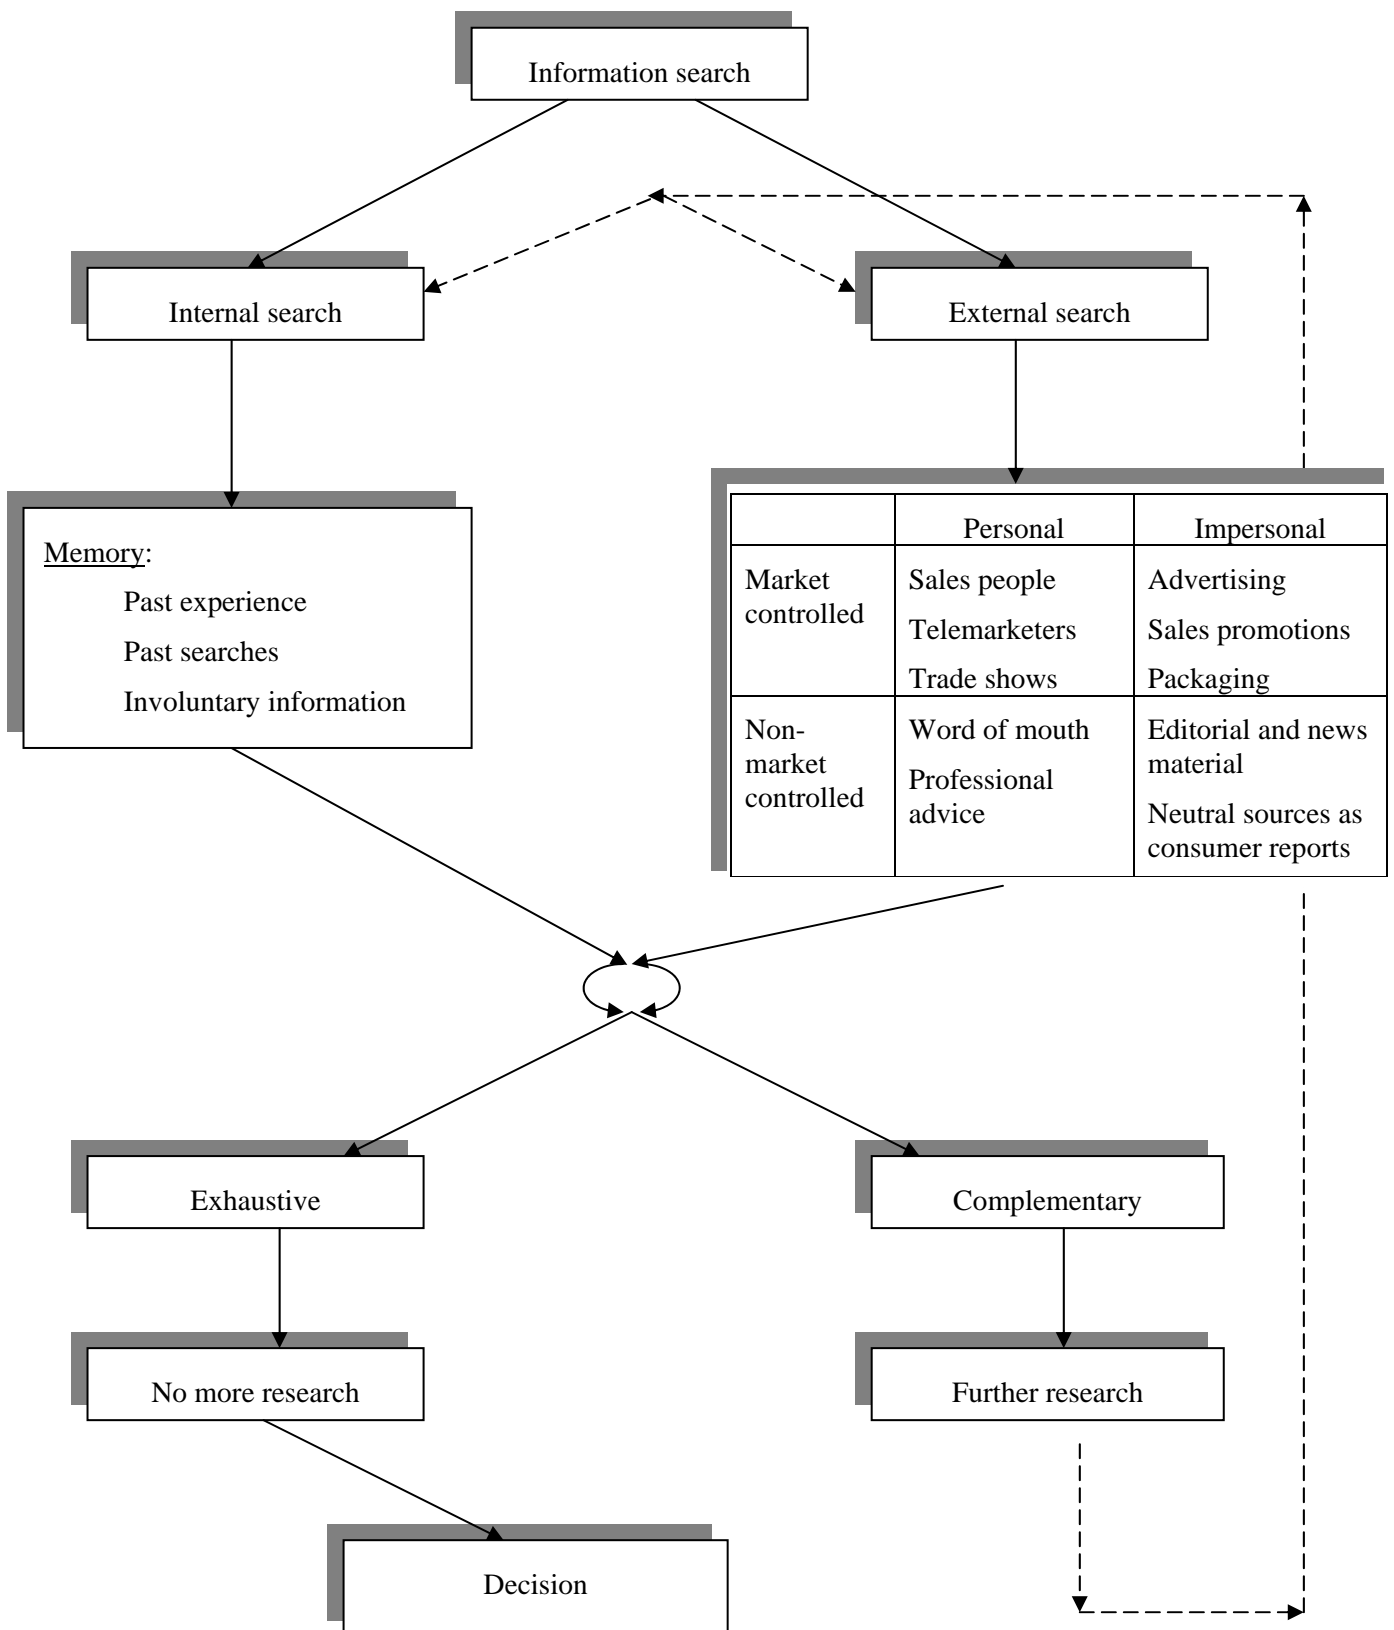 Information search
Internal search
External search
Memory:
Past experience
Past searches
Involuntary information
Personal
Impersonal
Market
controlled
Sales people
Telemarketers
Trade shows
Advertising
Sales promotions
Packaging
Non-
market
controlled
Word of mouth
Professional
advice
Editorial and news
material
Neutral sources as
consumer reports
Exhaustive
Complementary
No more research
Further research
Decision